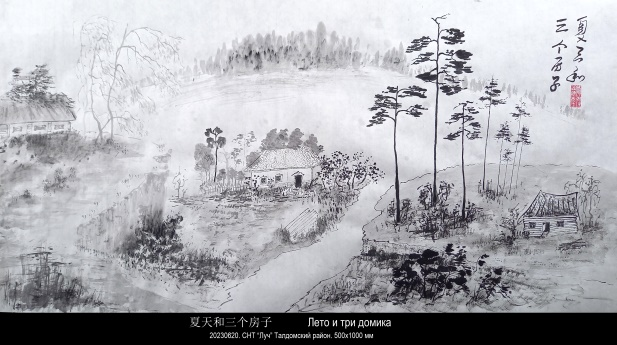 夏天和
三个房子
夏天和三个房子 Лето и три домика
20230620. СНТ "Луч" Талдомский район. 500x1000 мм